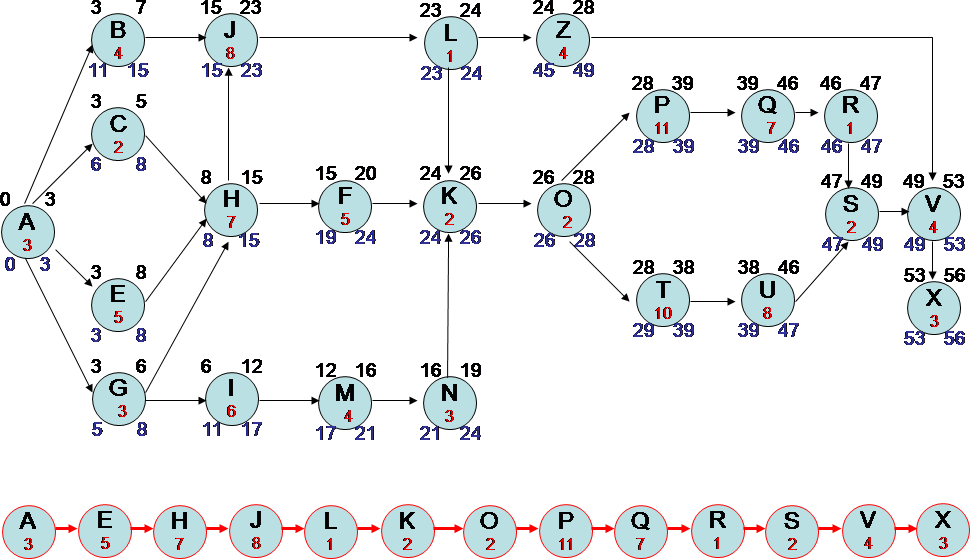 3 7 15 23 23 24 24 28
B J L Z
4 8 1 4
11 15 15 23 23 24 45 49
28 39 39 46 46 47
3 5 P Q R
C 11 7 1
2 28 39 39 46 46 47
6 8
8 15 15 20 24 26 26 28 47 49 49 53
0 3 H F K O S V
A 7 5 2 2 2 4
3 8 15 19 24 24 26 26 28 47 49 49 53
0 3
3 8 28 38 38 46 53 56
E T U X
5 10 8 3
3 8 29 39 39 47 53 56
3 6 6 12 12 16 16 19
G I M N
3 6 4 3
5 8 11 17 17 21 21 24
A E H J L K O P Q R S V X
3 5 7 8 1 2 2 11 7 1 2 4 3